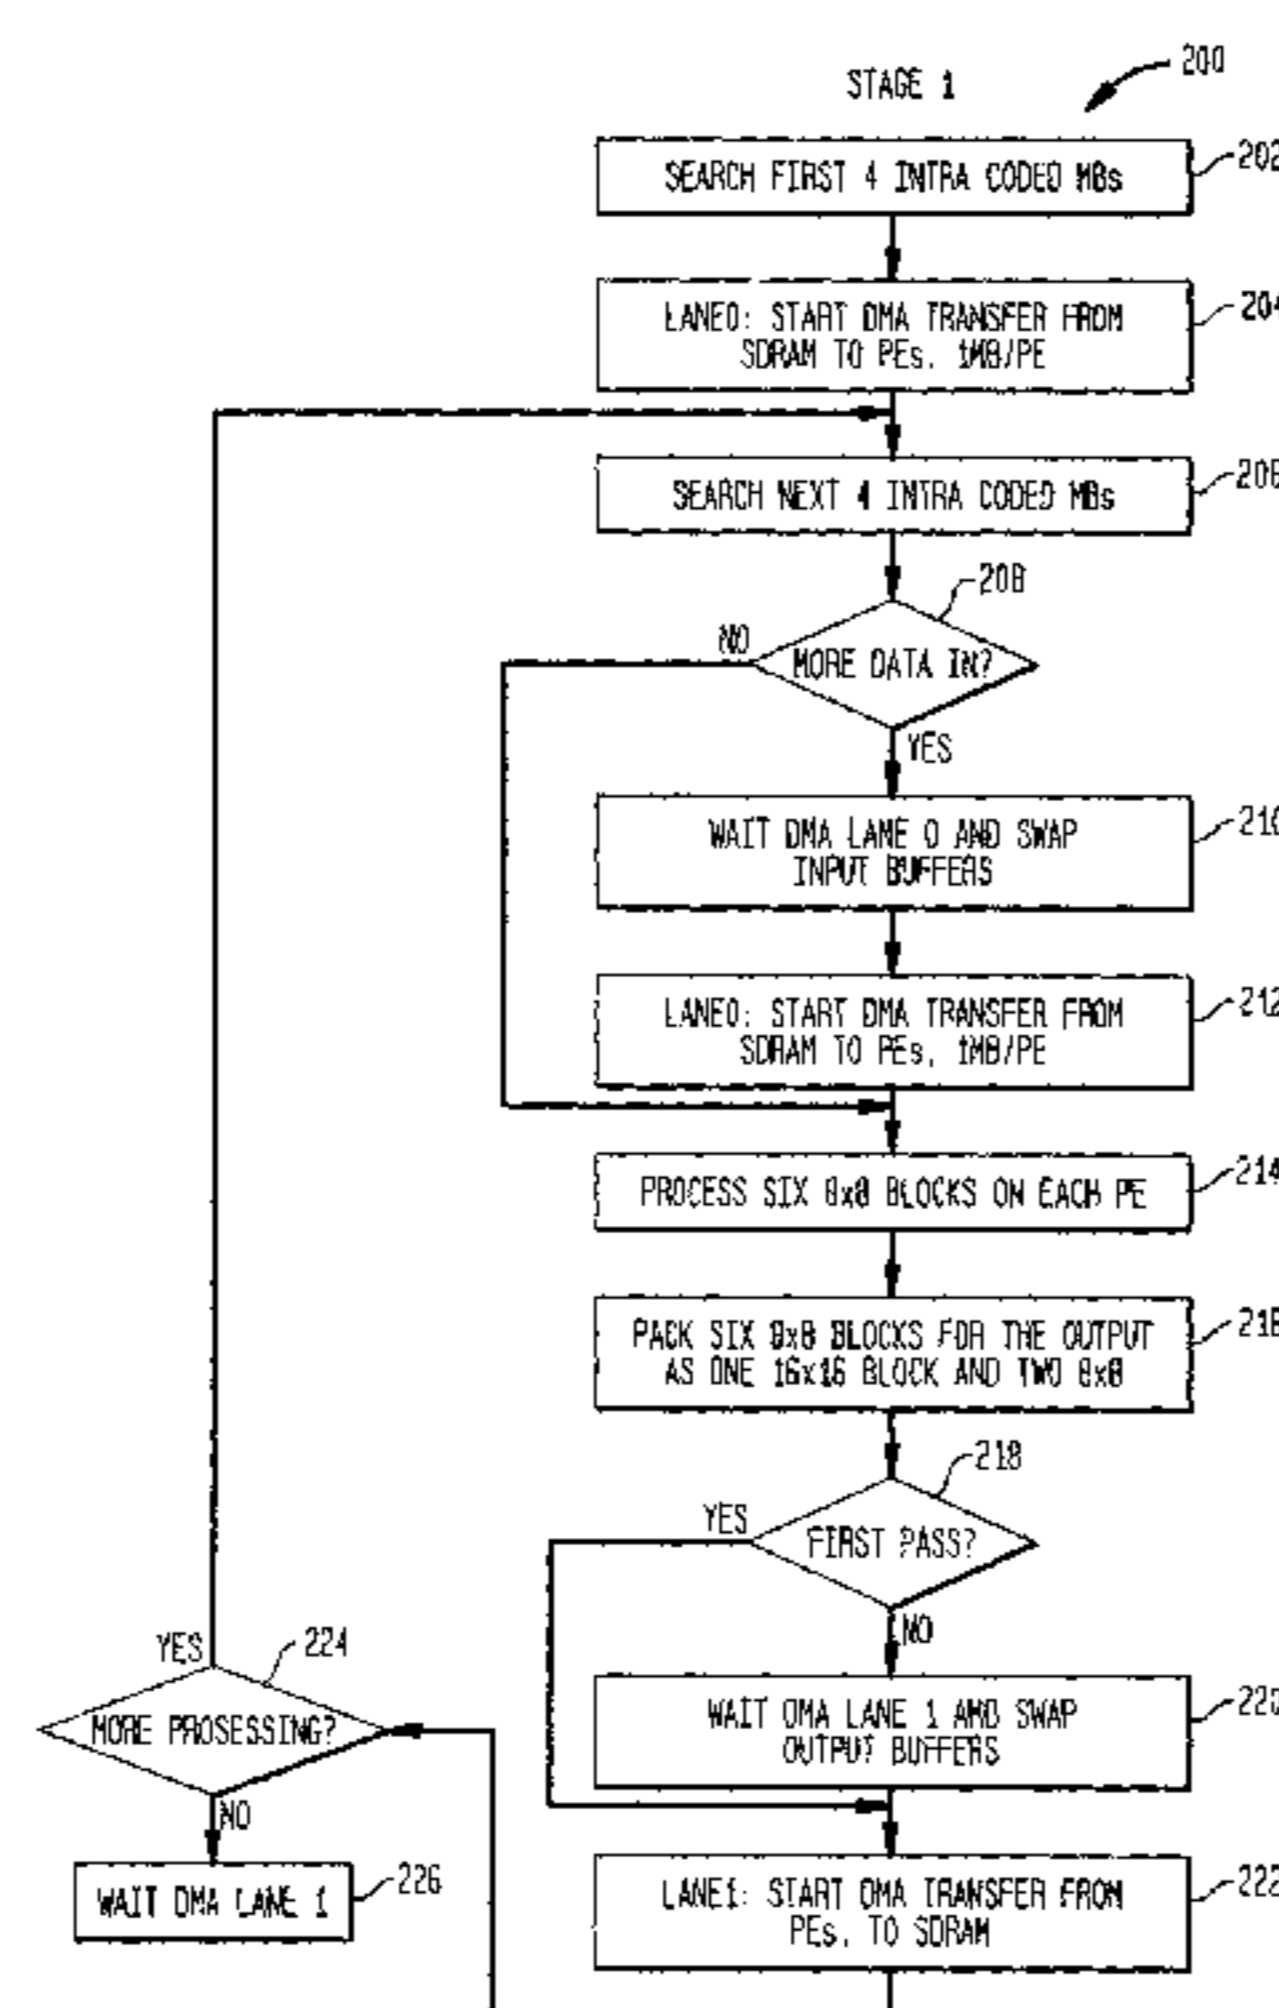 STAGE 1
200
SEARCH FIRST 4 INTRA CODED MBs
202
LANE0: START DMA TRANSFER FROM
SDRAM TO PEs, 1MB/PE
204
SEARCH NEXT 4 INTRA CODED MBs
206
208
NO
MORE DATA IN?
YES
WAIT DMA LANE 0 AND SWAP
INPUT BUFFERS
210
LANE0: START DMA TRANSFER FROM
SDRAM TO PEs, 1MB/PE
212
PROCESS SIX 8x8 BLOCKS ON EACH PE
214
PACK SIX 8x8 BLOCKS FOR THE OUTPUT
AS ONE 16x16 BLOCK AND TWO 8x8
216
218
YES
FIRST PASS?
NO
YES
224
MORE PROSESSING?
WAIT DMA LANE 1 AND SWAP
OUTPUT BUFFERS
220
NO
WAIT DMA LANE 1
226
LANE1: START DMA TRANSFER FROM
PEs, TO SDRAM
222